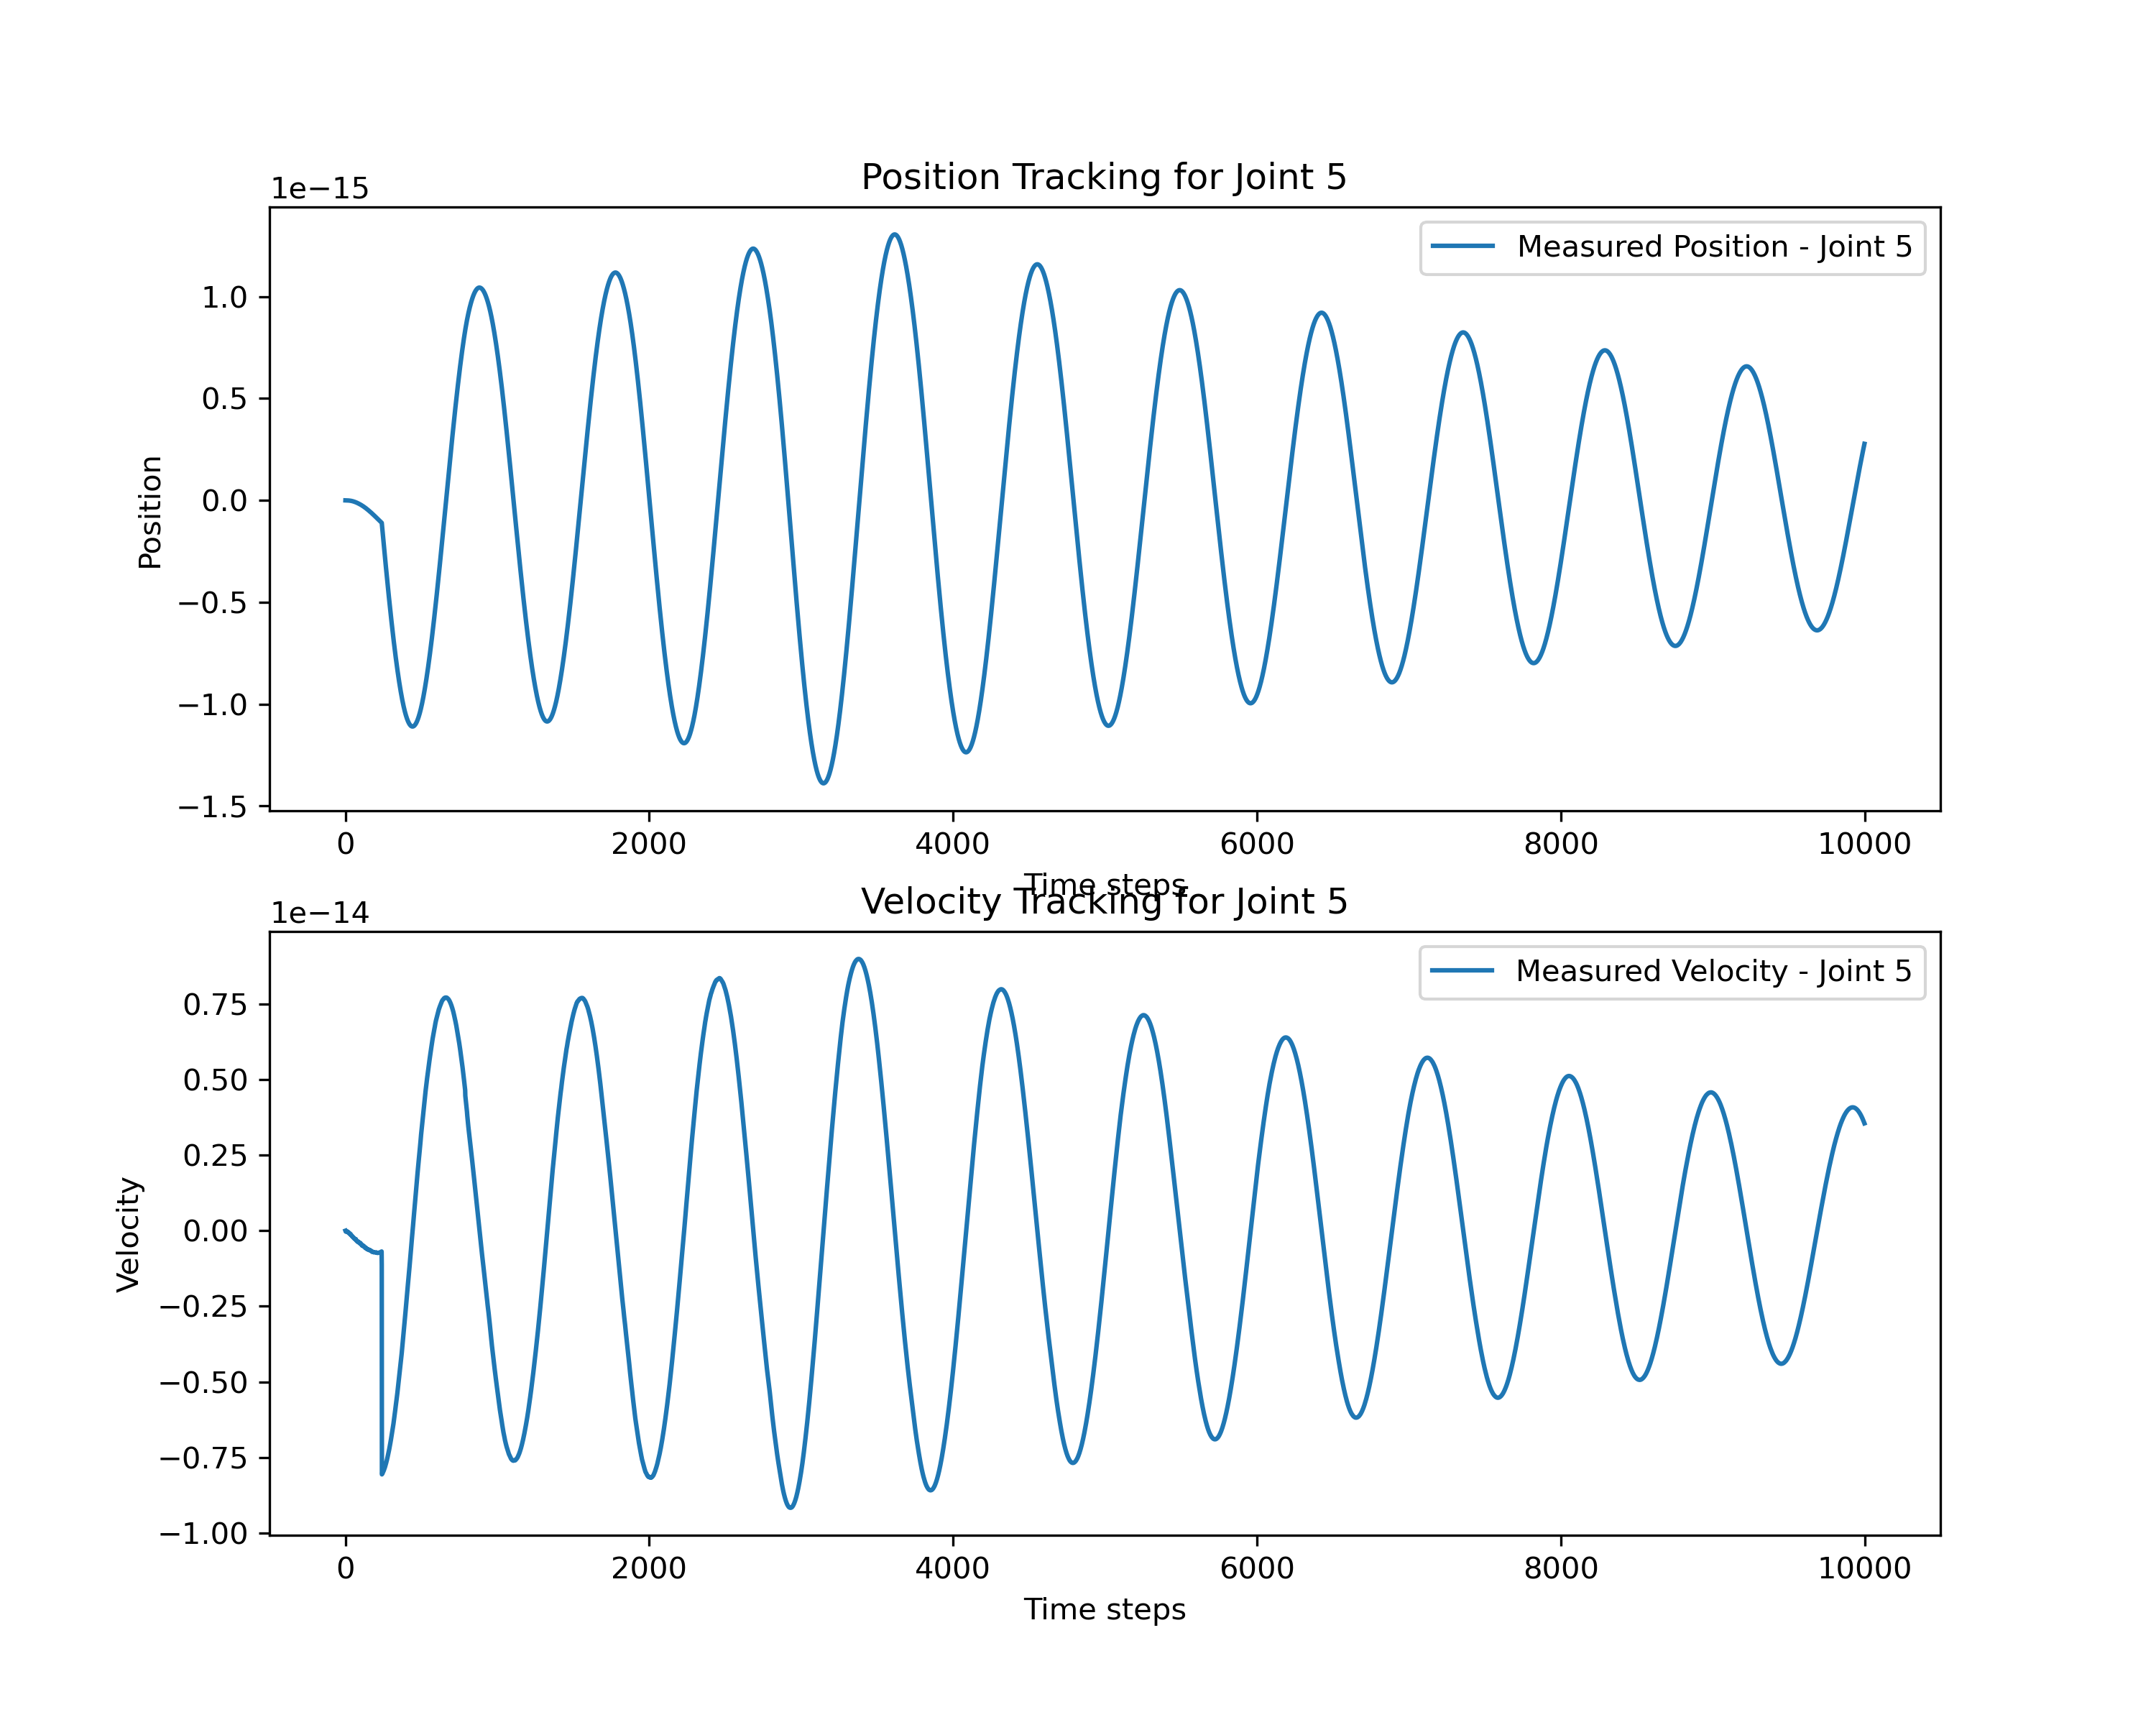 Position Tracking for Joint 5
1e−15
Measured Position - Joint 5
1.0
0.5
0.0
−0.5
−1.0
−1.5
Position
0 2000 4000 6000 8000 10000
Time steps
Velocity Tracking for Joint 5
1e−14
Measured Velocity - Joint 5
0.75
0.50
0.25
0.00
−0.25
−0.50
−0.75
−1.00
Velocity
0 2000 4000 6000 8000 10000
Time steps